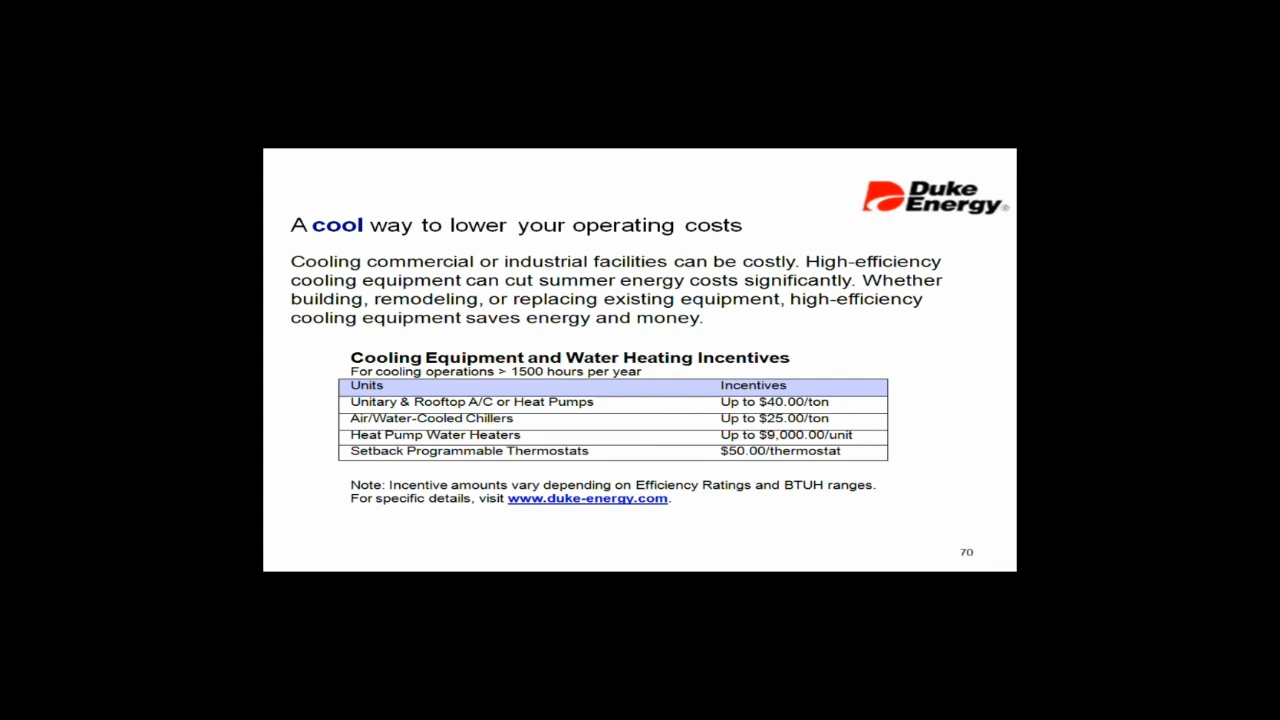 Duke
Energy®
A cool way to lower your operating costs
Cooling commercial or industrial facilities can be costly. High-efficiency
cooling equipment can cut summer energy costs significantly. Whether
building, remodeling, or replacing existing equipment, high-efficiency
cooling equipment saves energy and money.
Cooling Equipment and Water Heating Incentives
For cooling operations > 1500 hours per year
Units Incentives
Unitary & Rooftop A/C or Heat Pumps Up to $40.00/ton
Air/Water-Cooled Chillers Up to $25.00/ton
Heat Pump Water Heaters Up to $9,000.00/unit
Setback Programmable Thermostats $50.00/thermostat
Note: Incentive amounts vary depending on Efficiency Ratings and BTUH ranges.
For specific details, visit www.duke-energy.com.
70